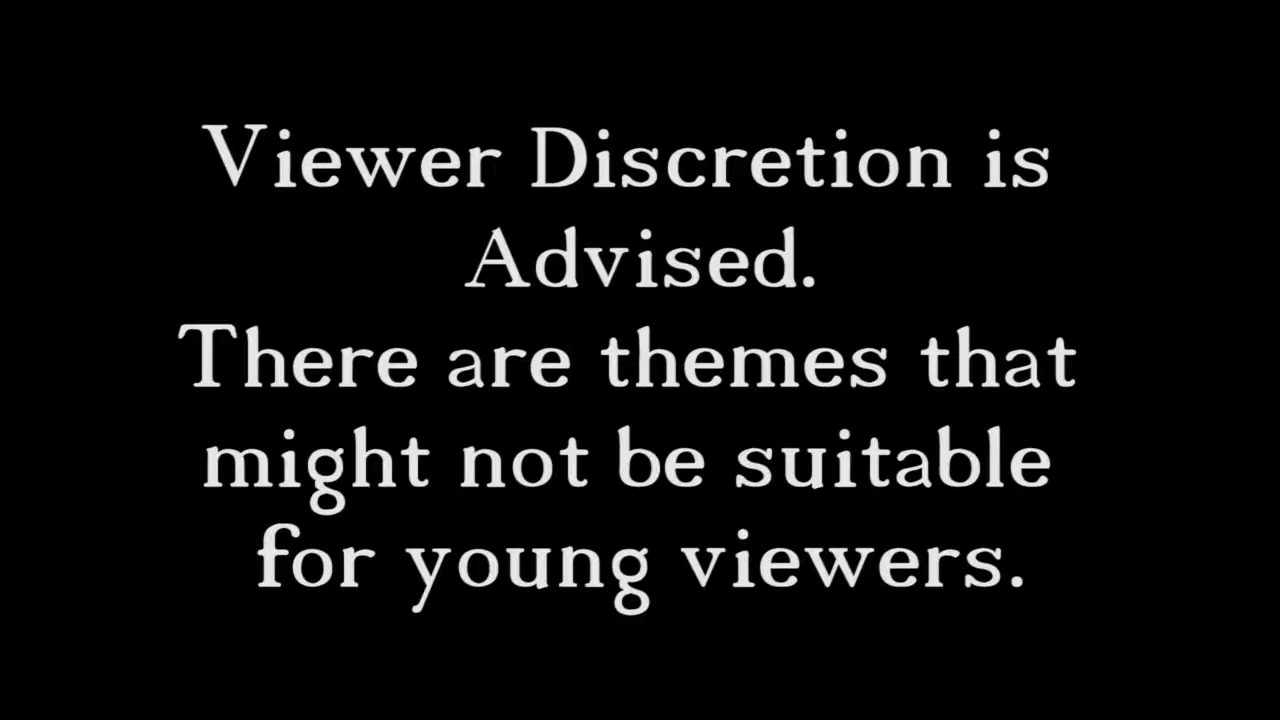 Viewer Discretion is
Advised.
There are themes that
might not be suitable
for young viewers.